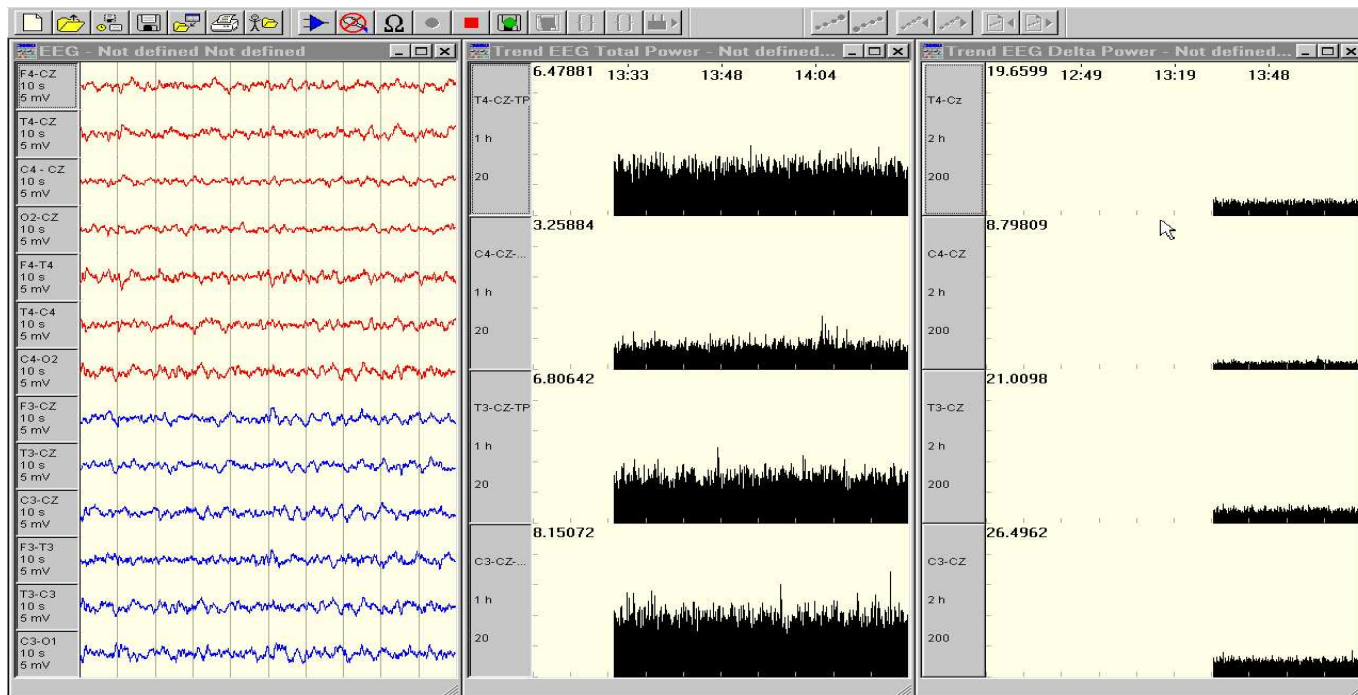 EEG - Not defined Not defined
F4-CZ
10 s
5 mV
T4-CZ
10 s
5 mV
C4 - CZ
10 s
5 mV
O2-CZ
10 s
5 mV
F4-T4
10 s
5 mV
T4-C4
10 s
5 mV
C4-O2
10 s
5 mV
F3-CZ
10 s
5 mV
T3-CZ
10 s
5 mV
C3-CZ
10 s
5 mV
F3-T3
10 s
5 mV
T3-C3
10 s
5 mV
C3-O1
10 s
5 mV
Trend EEG Total Power - Not defined...
6.47881 13:33 13:48 14:04
T4-CZ-TP
1 h
20
3.25884
C4-CZ-...
1 h
20
6.80642
T3-CZ-TP
1 h
20
8.15072
C3-CZ-...
1 h
20
Trend EEG Delta Power - Not defined...
19.6599 12:49 13:19 13:48
T4-Cz
2 h
200
8.79809
C4-CZ
2 h
200
21.0098
T3-CZ
2 h
200
26.4962
C3-CZ
2 h
200